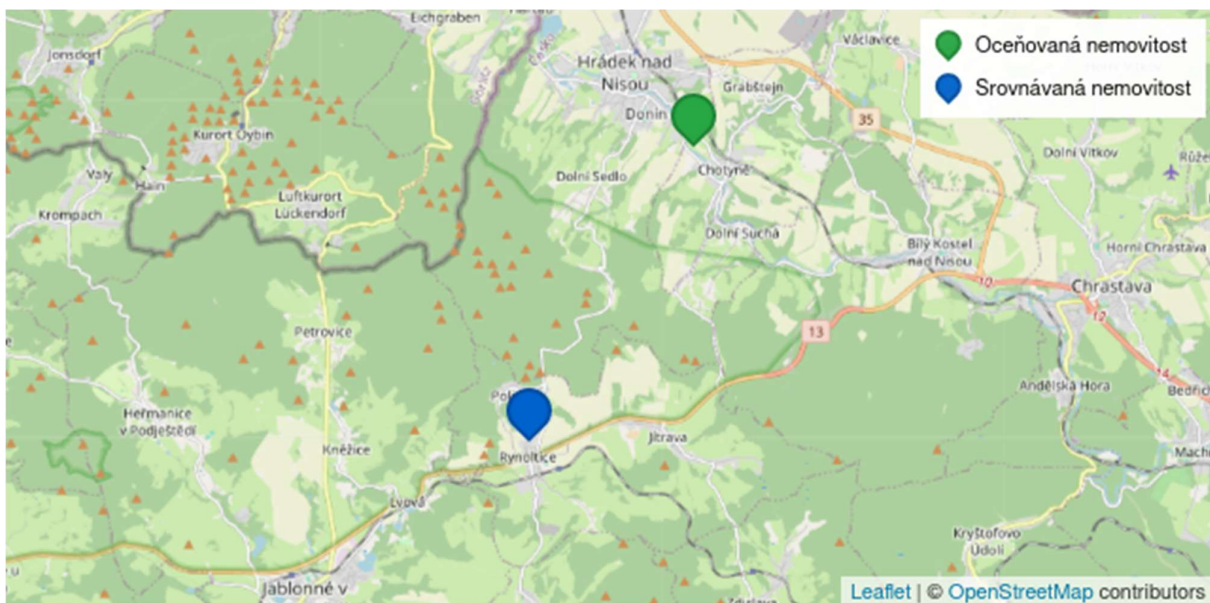 Oceňovaná nemovitost
Srovnávaná nemovitost
Eichgraben
Jonsdorf
Česko
Hrádek nad
Nisou
Václavice
Grabštejn
Donín
35
Kurort Oybin
Chotyně
Dolní Vítkov
Valy
Hain
Dolní Sedlo
Luftkurort
Lückendorf
Krompach
Dolní Suchá
Bílý Kostel
nad Nisou
Horní Chrastava
10
Chrastava
12
Petrovice
13
14
Andělská Hora
Heřmanice
v Podještědí
Jítrava
Kněžice
Rynoltice
Lvová
Kryštofovo
Údolí
Jablonné v
Leaflet | © OpenStreetMap contributors